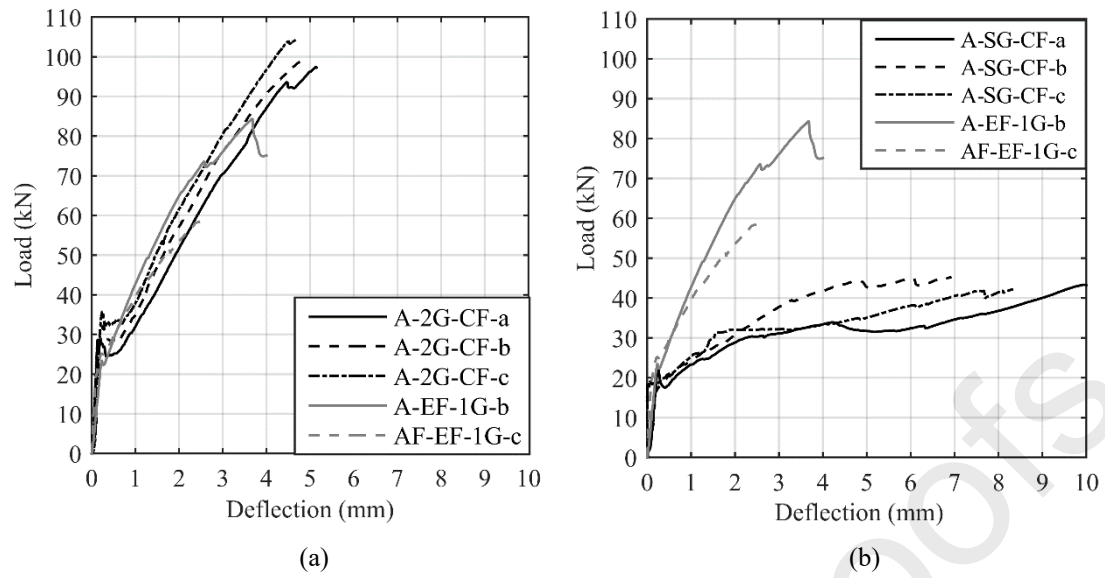 110
100
90
80
70
60
50
40
30
20
10
0
Load (kN)
A-2G-CF-a
A-2G-CF-b
A-2G-CF-c
A-EF-1G-b
AF-EF-1G-c
0 1 2 3 4 5 6 7 8 9 10
Deflection (mm)
(a)
110
100
90
80
70
60
50
40
30
20
10
0
Load (kN)
A-SG-CF-a
A-SG-CF-b
A-SG-CF-c
A-EF-1G-b
AF-EF-1G-c
0 1 2 3 4 5 6 7 8 9 10
Deflection (mm)
(b)
oofs